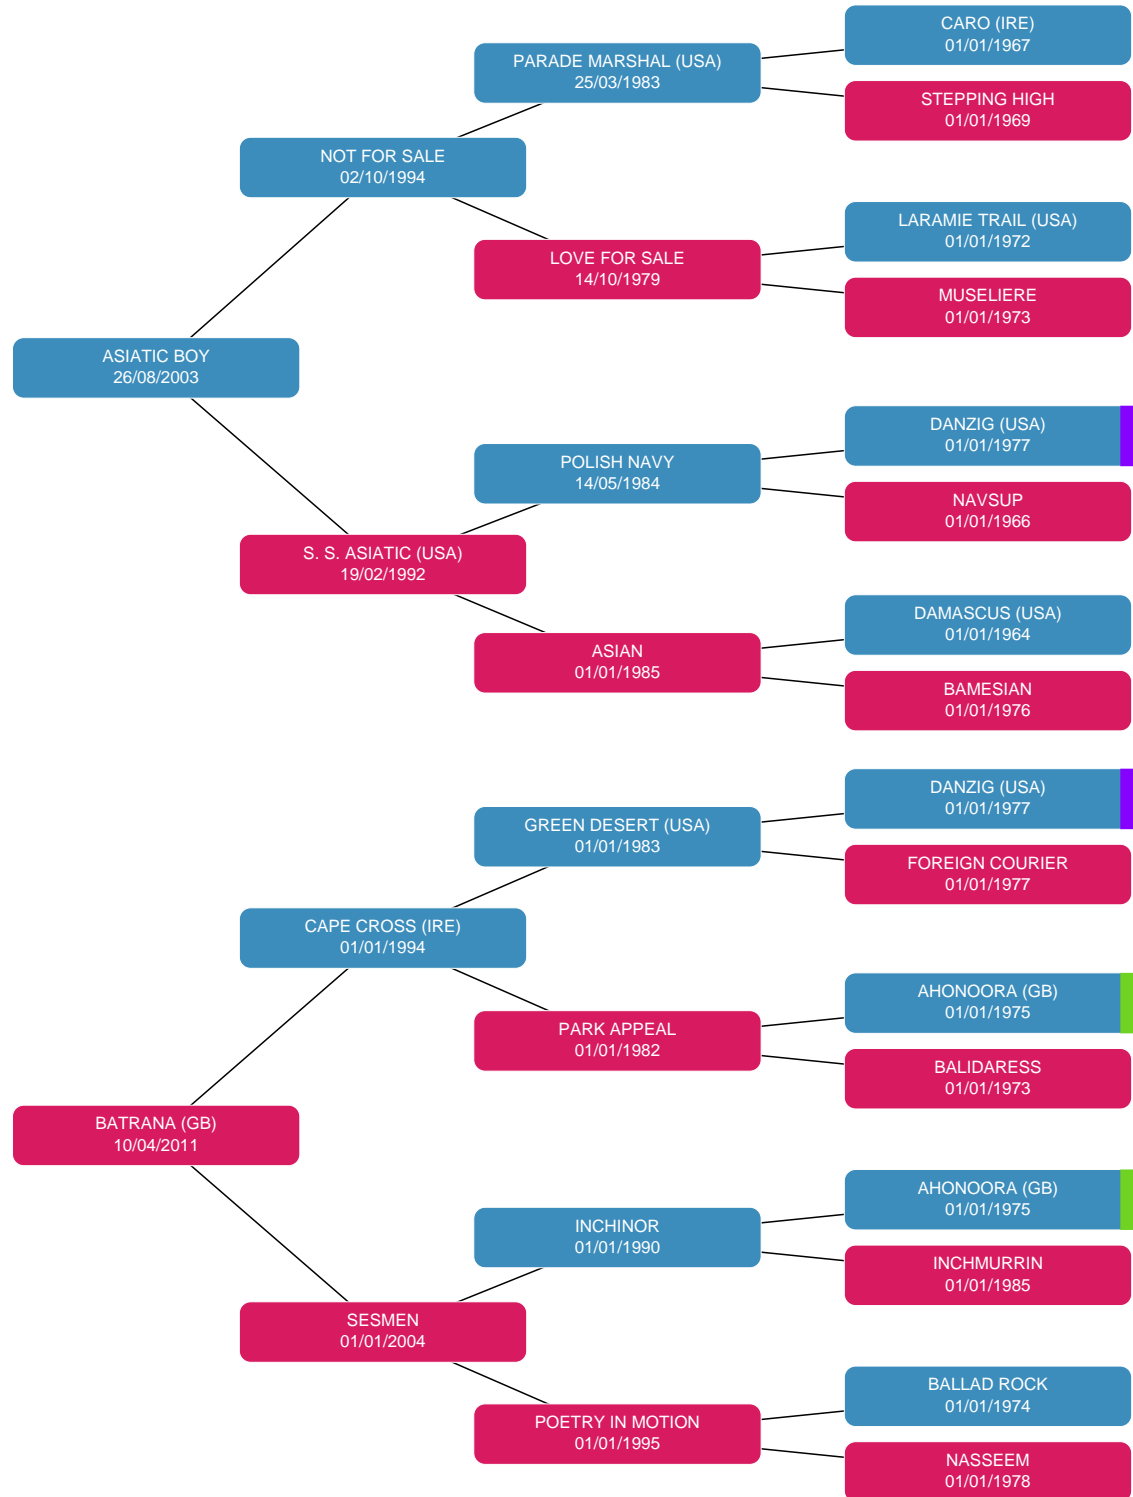 CARO (IRE)
01/01/1967
PARADE MARSHAL (USA)
25/03/1983
STEPPING HIGH
01/01/1969
NOT FOR SALE
02/10/1994
LARAMIE TRAIL (USA)
01/01/1972
LOVE FOR SALE
14/10/1979
MUSELIERE
01/01/1973
ASIATIC BOY
26/08/2003
DANZIG (USA)
01/01/1977
POLISH NAVY
14/05/1984
NAVSUP
01/01/1966
S. S. ASIATIC (USA)
19/02/1992
DAMASCUS (USA)
01/01/1964
ASIAN
01/01/1985
BAMESIAN
01/01/1976
DANZIG (USA)
01/01/1977
GREEN DESERT (USA)
01/01/1983
FOREIGN COURIER
01/01/1977
CAPE CROSS (IRE)
01/01/1994
AHONOORA (GB)
01/01/1975
PARK APPEAL
01/01/1982
BALIDARESS
01/01/1973
BATRANA (GB)
10/04/2011
AHONOORA (GB)
01/01/1975
INCHINOR
01/01/1990
INCHMURRIN
01/01/1985
SESMEN
01/01/2004
BALLAD ROCK
01/01/1974
POETRY IN MOTION
01/01/1995
NASSEEM
01/01/1978